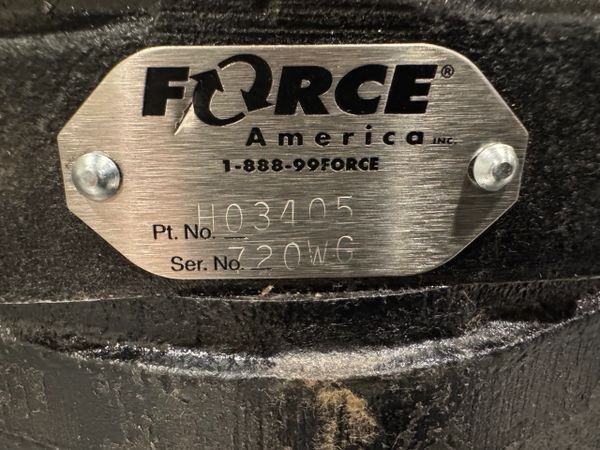 FORCE®
America INC.
1-888-99FORCE
Pt. No. H03405
Ser. No. 720WG